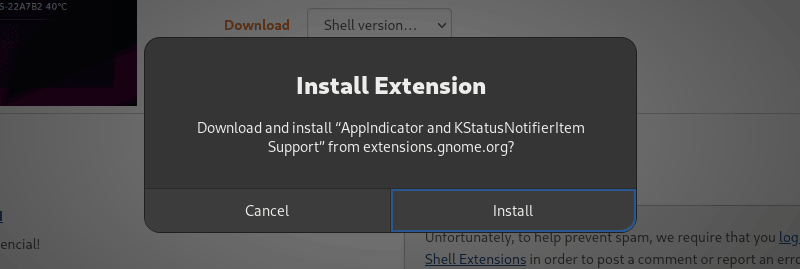 S-22A7B2 40°C
Download Shell version…
Install Extension
Download and install “AppIndicator and KStatusNotifierItem
Support” from extensions.gnome.org?
Cancel Install
encial!
Unfortunately, to help prevent spam, we require that you log
Shell Extensions in order to post a comment or report an erro